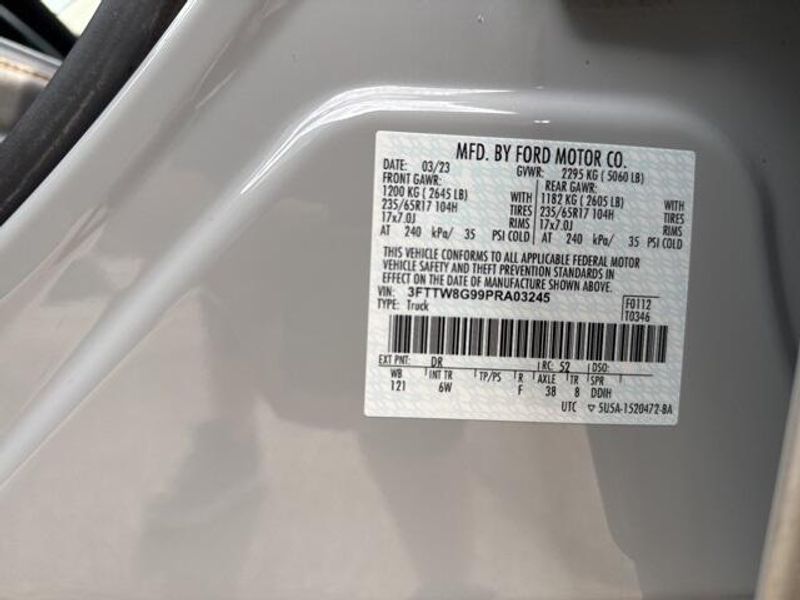 MFD. BY FORD MOTOR CO.
DATE: 03/23 GVWR: 2295 KG ( 5060 LB)
FRONT GAWR: REAR GAWR:
1200 KG ( 2645 LB) WITH 1182 KG ( 2605 LB) WITH
235/65R17 104H TIRES 235/65R17 104H TIRES
17x7.0J RIMS 17x7.0J RIMS
AT 240 kPa/ 35 PSI COLD AT 240 kPa/ 35 PSI COLD
THIS VEHICLE CONFORMS TO ALL APPLICABLE FEDERAL MOTOR
VEHICLE SAFETY AND THEFT PREVENTION STANDARDS IN
EFFECT ON THE DATE OF MANUFACTURE SHOWN ABOVE.
VIN: 3FTTW8G99PRA03245 F0112
TYPE: Truck T0346
EXT PNT: DR RC: 52 DSO:
WB INT TR TP/PS R AXLE TR SPR
121 6W F 38 8 DDIH
UTC ▽ 5U5A-1520472-BA